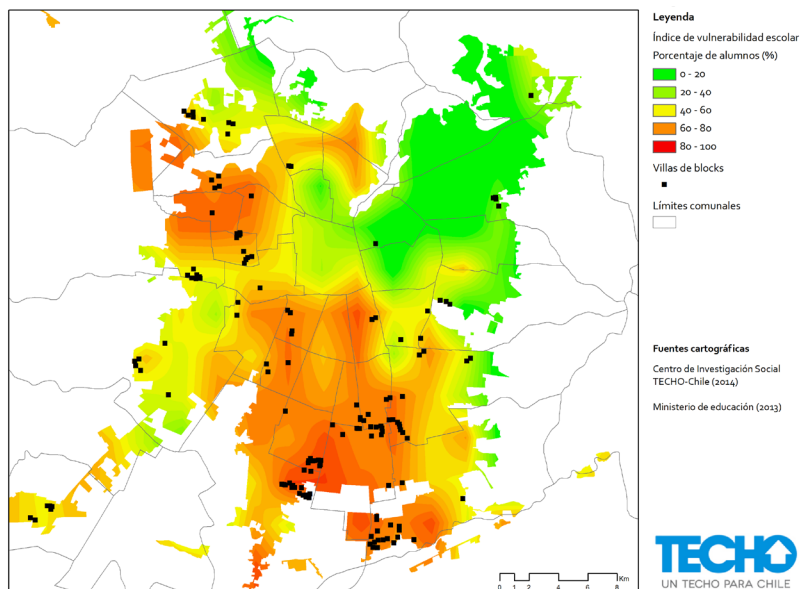 Leyenda
Índice de vulnerabilidad escolar
Porcentaje de alumnos (%)
0 - 20
20 - 40
40 - 60
60 - 80
80 - 100
Villas de blocks
Límites comunales
Fuentes cartográficas
Centro de Investigación Social
TECHO-Chile (2014)
Ministerio de educación (2013)
Km
0 1 2 4 6 8
TECHO
UN TECHO PARA CHILE